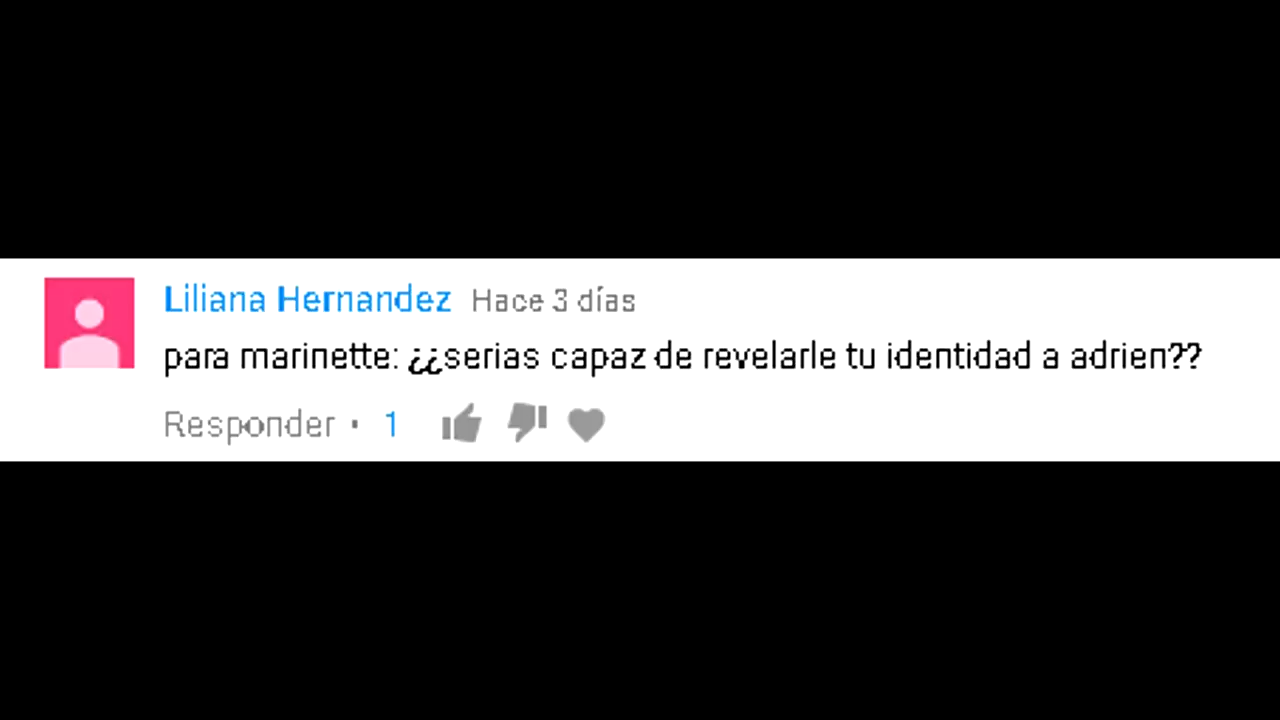 Liliana Hernandez Hace 3 días
para marinette: ¿¿serias capaz de revelarle tu identidad a adrien??
Responder · 1